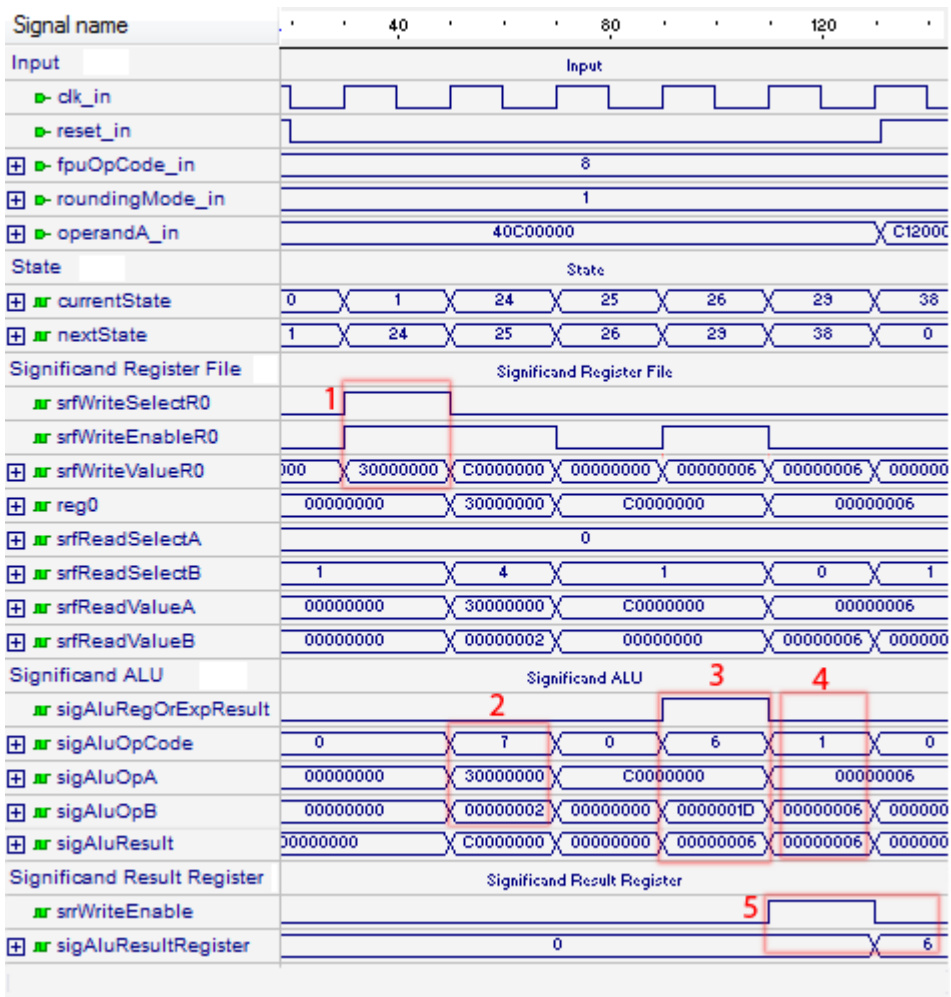 Signal name 40 80 120
Input Input
clk_in
reset_in
fpuOpCode_in 8
roundingMode_in 1
operandA_in 40C00000 C12000
State State
currentState 0 1 24 25 26 29 38
nextState 1 24 25 26 29 38 0
Significand Register File Significand Register File
srfWriteSelectR0 1
srfWriteEnableR0
srfWriteValueR0 000 30000000 C0000000 00000000 00000006 00000006 000000
reg0 00000000 30000000 C0000000 00000006
srfReadSelectA 0
srfReadSelectB 1 4 1 0 1
srfReadValueA 00000000 30000000 C0000000 00000006
srfReadValueB 00000000 00000002 00000000 00000006 000000
Significand ALU Significand ALU 3 4
sigAluRegOrExpResult 2
sigAluOpCode 0 7 0 6 1 0
sigAluOpA 00000000 30000000 C0000000 00000006
sigAluOpB 00000000 00000002 00000000 0000001D 00000006 000000
sigAluResult 00000000 C0000000 00000000 00000006 00000006 000000
Significand Result Register Significand Result Register
srrWriteEnable 5
sigAluResultRegister 0 6